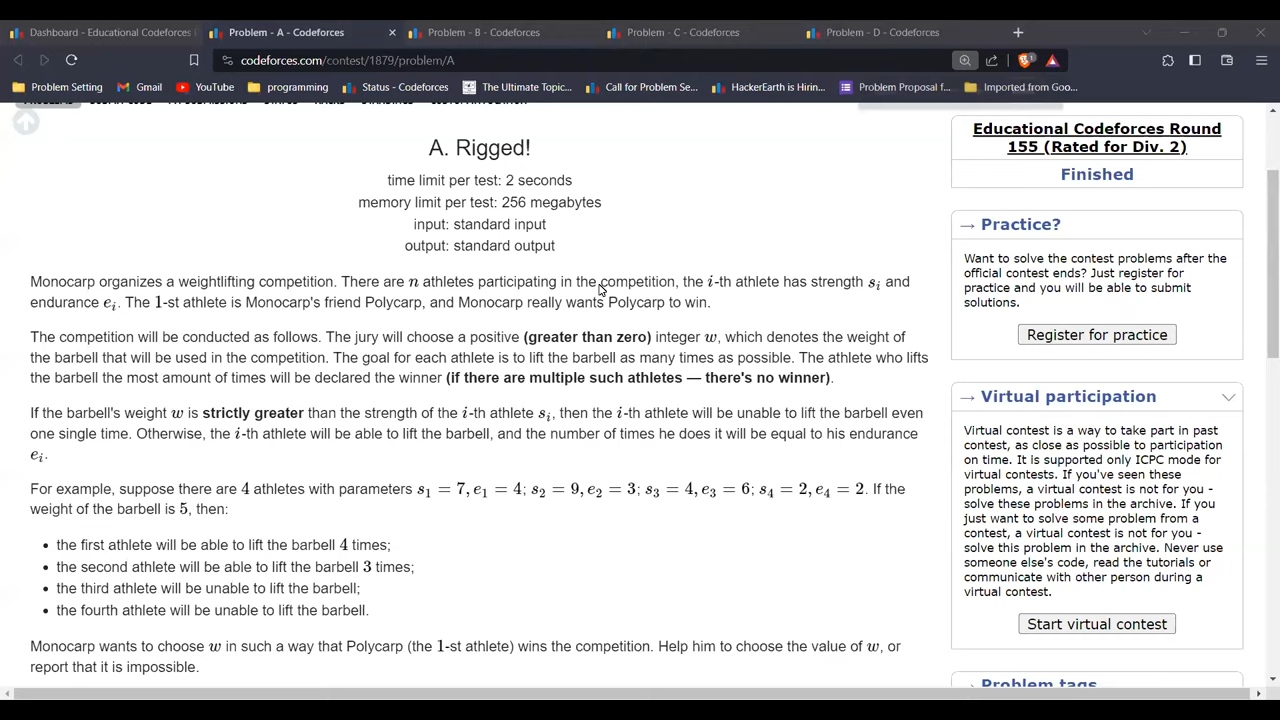 Dashboard - Educational Codeforces
Problem - A - Codeforces
Problem - B - Codeforces
Problem - C - Codeforces
Problem - D - Codeforces
codeforces.com/contest/1879/problem/A
Problem Setting
Gmail
YouTube
programming
Status - Codeforces
The Ultimate Topic...
Call for Problem Se...
HackerEarth is Hirin...
Problem Proposal f...
Imported from Goo...
A. Rigged!
time limit per test: 2 seconds
memory limit per test: 256 megabytes
input: standard input
output: standard output
Monocarp organizes a weightlifting competition. There are n athletes participating in the competition, the i-th athlete has strength s_i and
endurance e_i. The 1-st athlete is Monocarp's friend Polycarp, and Monocarp really wants Polycarp to win.
The competition will be conducted as follows. The jury will choose a positive (greater than zero) integer w, which denotes the weight of
the barbell that will be used in the competition. The goal for each athlete is to lift the barbell as many times as possible. The athlete who lifts
the barbell the most amount of times will be declared the winner (if there are multiple such athletes — there's no winner).
If the barbell's weight w is strictly greater than the strength of the i-th athlete s_i, then the i-th athlete will be unable to lift the barbell even
one single time. Otherwise, the i-th athlete will be able to lift the barbell, and the number of times he does it will be equal to his endurance
e_i.
For example, suppose there are 4 athletes with parameters s_1 = 7, e_1 = 4; s_2 = 9, e_2 = 3; s_3 = 4, e_3 = 6; s_4 = 2, e_4 = 2. If the
weight of the barbell is 5, then:
• the first athlete will be able to lift the barbell 4 times;
• the second athlete will be able to lift the barbell 3 times;
• the third athlete will be unable to lift the barbell;
• the fourth athlete will be unable to lift the barbell.
Monocarp wants to choose w in such a way that Polycarp (the 1-st athlete) wins the competition. Help him to choose the value of w, or
report that it is impossible.
Educational Codeforces Round
155 (Rated for Div. 2)
Finished
→ Practice?
Want to solve the contest problems after the
official contest ends? Just register for
practice and you will be able to submit
solutions.
Register for practice
→ Virtual participation
Virtual contest is a way to take part in past
contest, as close as possible to participation
on time. It is supported only ICPC mode for
virtual contests. If you've seen these
problems, a virtual contest is not for you -
solve these problems in the archive. If you
just want to solve some problem from a
contest, a virtual contest is not for you -
solve this problem in the archive. Never use
someone else's code, read the tutorials or
communicate with other person during a
virtual contest.
Start virtual contest
→ Problem tags